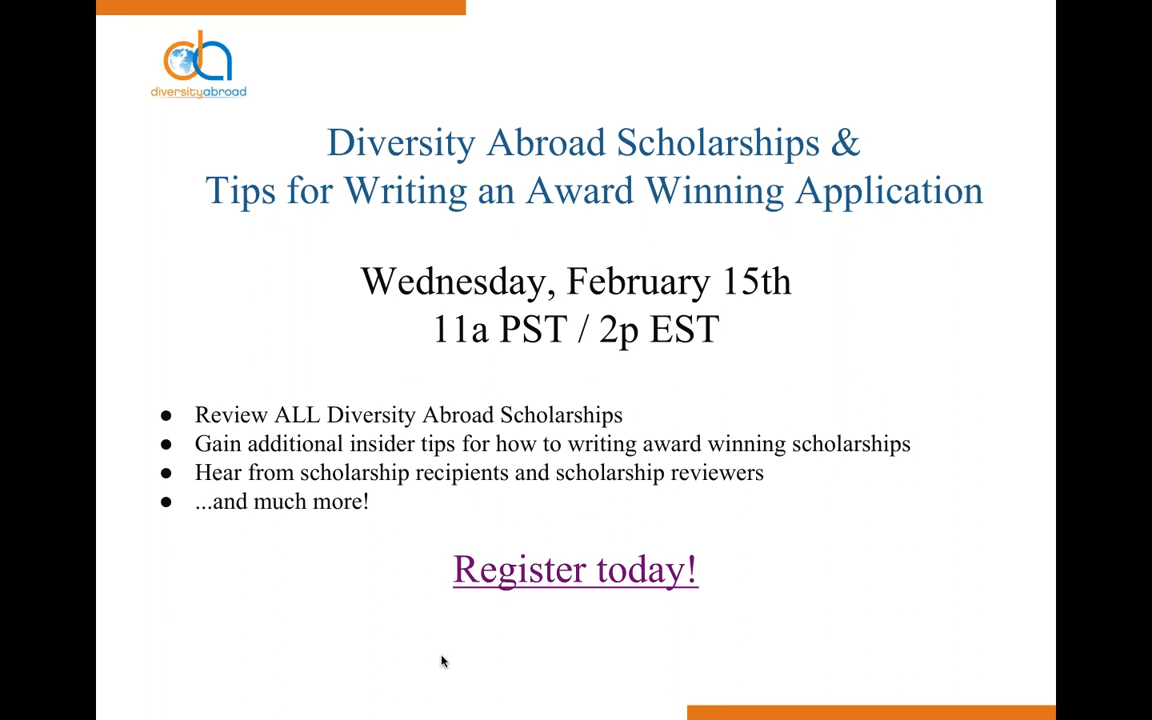 diversityabroad
Diversity Abroad Scholarships &
Tips for Writing an Award Winning Application
Wednesday, February 15th
11a PST / 2p EST
● Review ALL Diversity Abroad Scholarships
● Gain additional insider tips for how to writing award winning scholarships
● Hear from scholarship recipients and scholarship reviewers
● ...and much more!
Register today!